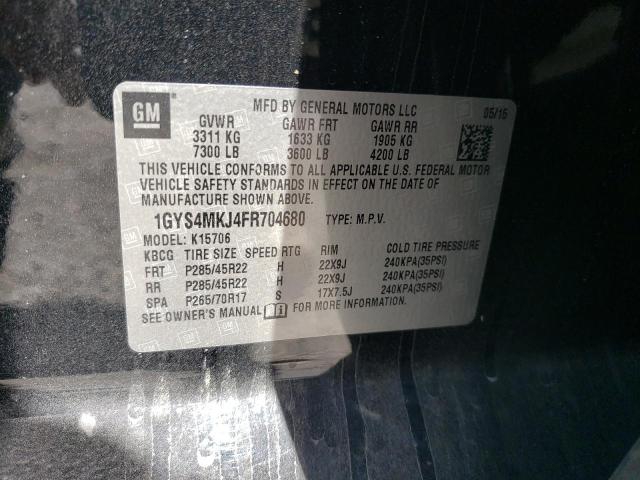 GM
MFD BY GENERAL MOTORS LLC 05/15
GVWR GAWR FRT GAWR RR
3311 KG 1633 KG 1905 KG
7300 LB 3600 LB 4200 LB
THIS VEHICLE CONFORMS TO ALL APPLICABLE U.S. FEDERAL MOTOR
VEHICLE SAFETY STANDARDS IN EFFECT ON THE DATE OF
MANUFACTURE SHOWN ABOVE.
1GYS4MKJ4FR704680 TYPE: M.P.V.
MODEL: K15706
KBCG TIRE SIZE SPEED RTG RIM COLD TIRE PRESSURE
FRT P285/45R22 H 22X9J 240KPA(35PSI)
RR P285/45R22 H 22X9J 240KPA(35PSI)
SPA P265/70R17 S 17X7.5J 240KPA(35PSI)
SEE OWNER'S MANUAL FOR MORE INFORMATION.